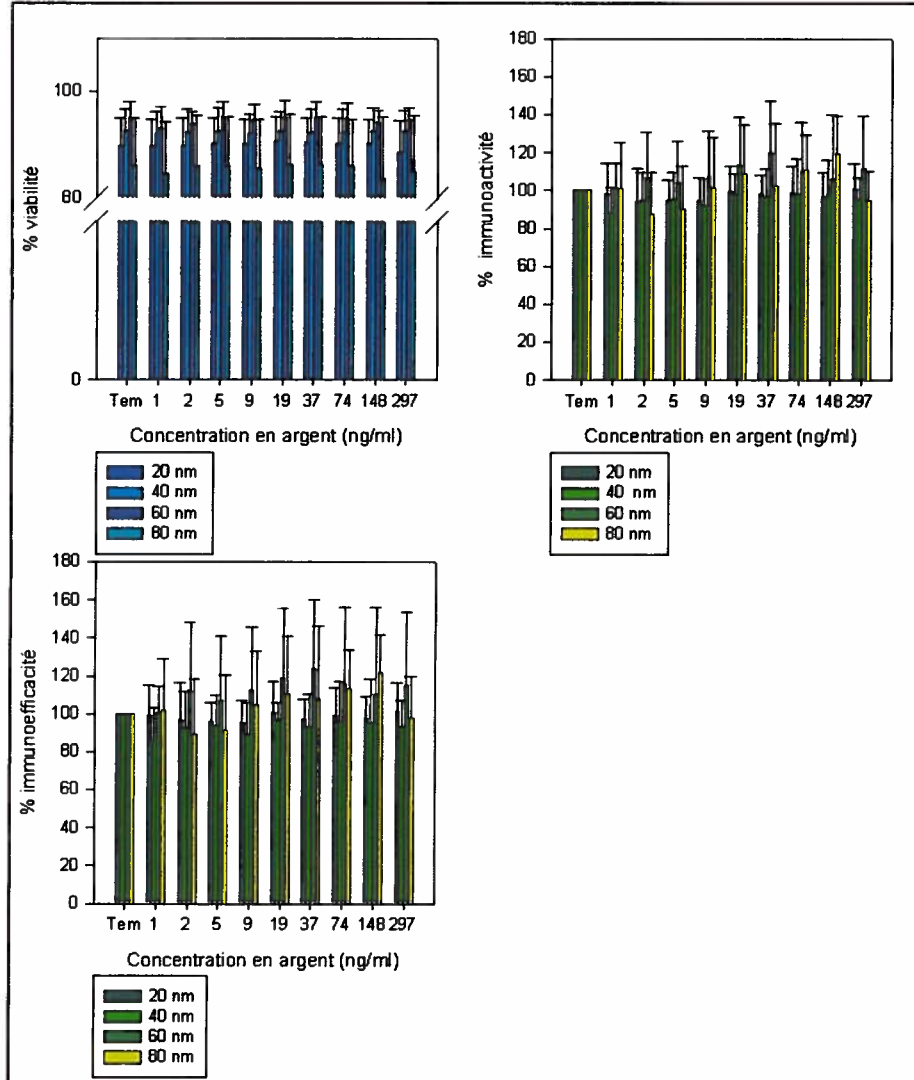 % viabilité
100
80
0
Tem 1 2 5 9 19 37 74 148 297
Concentration en argent (ng/ml)
20 nm
40 nm
60 nm
80 nm
% immunoactivité
180
160
140
120
100
80
60
40
20
0
Tem 1 2 5 9 19 37 74 148 297
Concentration en argent (ng/ml)
20 nm
40 nm
60 nm
80 nm
% immunoefficacité
180
160
140
120
100
80
60
40
20
0
Tem 1 2 5 9 19 37 74 148 297
Concentration en argent (ng/ml)
20 nm
40 nm
60 nm
80 nm